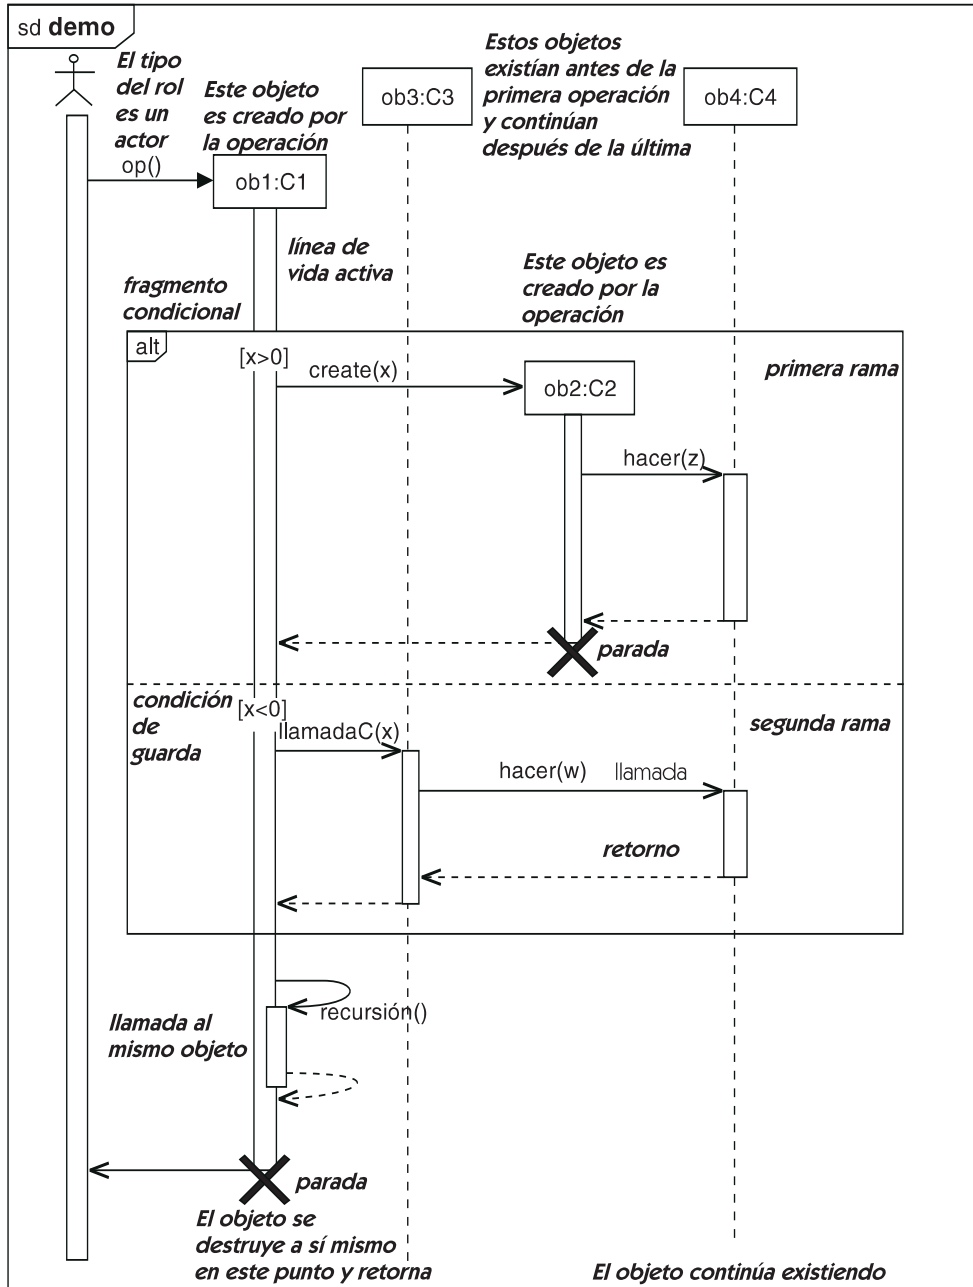 sd demo
El tipo
del rol
es un
actor
op()
Este objeto
es creado por
la operación
ob1:C1
ob3:C3
Estos objetos
existían antes de la
primera operación
y continúan
después de la última
ob4:C4
línea de
vida activa
fragmento
condicional
Este objeto es
creado por la
operación
alt
[x>0]
create(x)
ob2:C2
primera rama
hacer(z)
parada
condición
de
guarda
[x<0]
llamadaC(x)
segunda rama
hacer(w)
llamada
retorno
recursión()
llamada al
mismo objeto
parada
El objeto se
destruye a sí mismo
en este punto y retorna
El objeto continúa existiendo